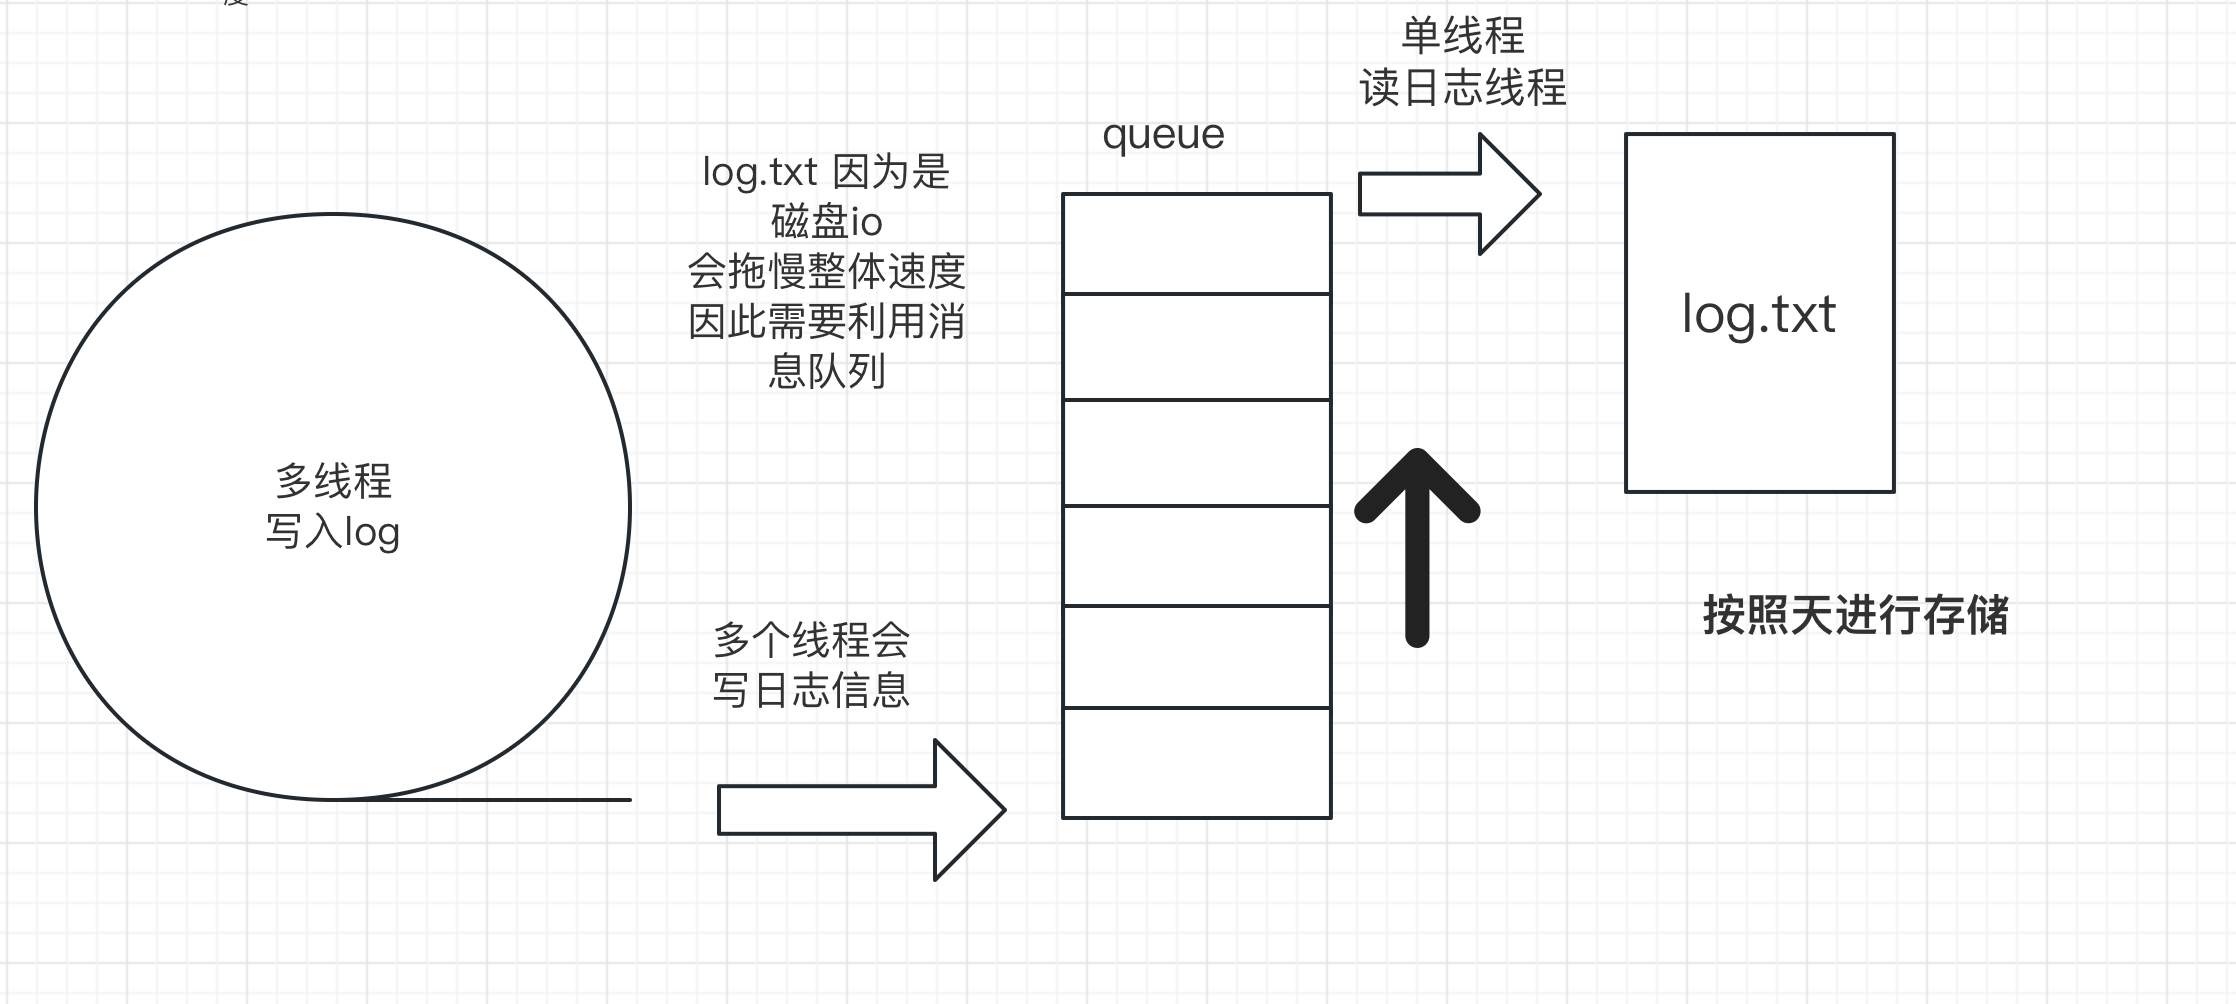 单线程
读日志线程
queue
log.txt 因为是
磁盘io
会拖慢整体速度
因此需要利用消
息队列
log.txt
多线程
写入log
按照天进行存储
多个线程会
写日志信息